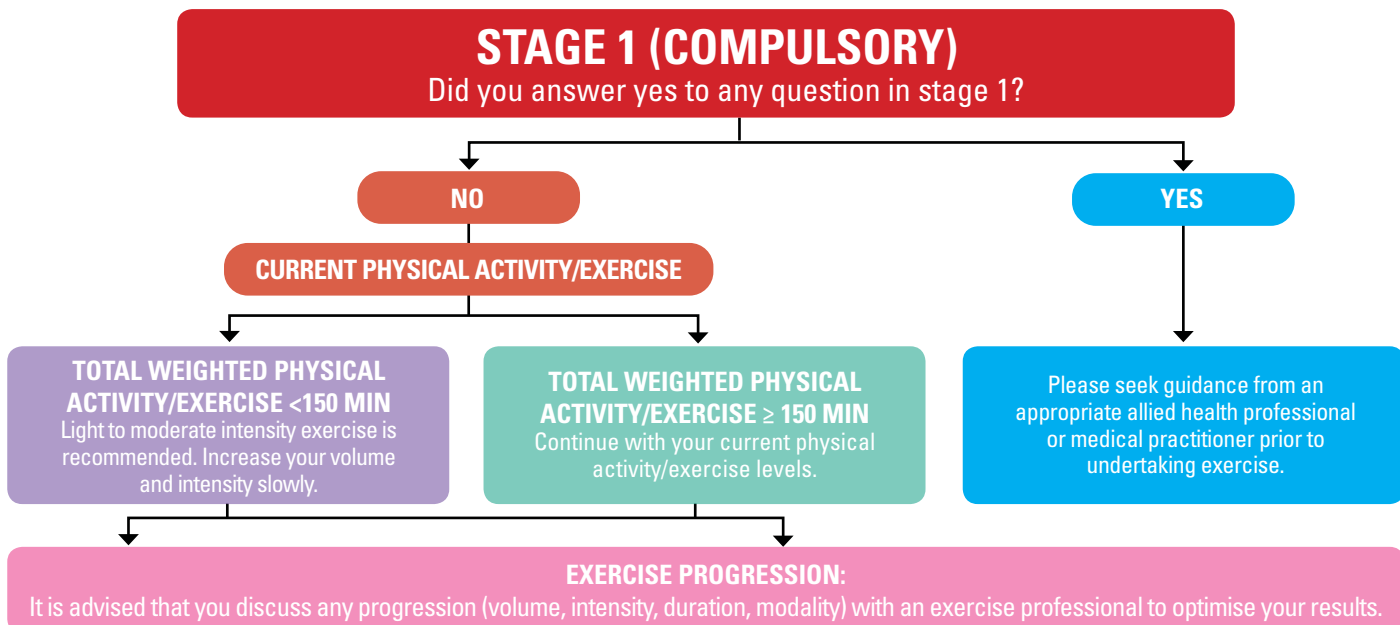 STAGE 1 (COMPULSORY)
Did you answer yes to any question in stage 1?
NO
YES
CURRENT PHYSICAL ACTIVITY/EXERCISE
TOTAL WEIGHTED PHYSICAL
ACTIVITY/EXERCISE <150 MIN
Light to moderate intensity exercise is
recommended. Increase your volume
and intensity slowly.
TOTAL WEIGHTED PHYSICAL
ACTIVITY/EXERCISE ≥ 150 MIN
Continue with your current physical
activity/exercise levels.
Please seek guidance from an
appropriate allied health professional
or medical practitioner prior to
undertaking exercise.
EXERCISE PROGRESSION:
It is advised that you discuss any progression (volume, intensity, duration, modality) with an exercise professional to optimise your results.